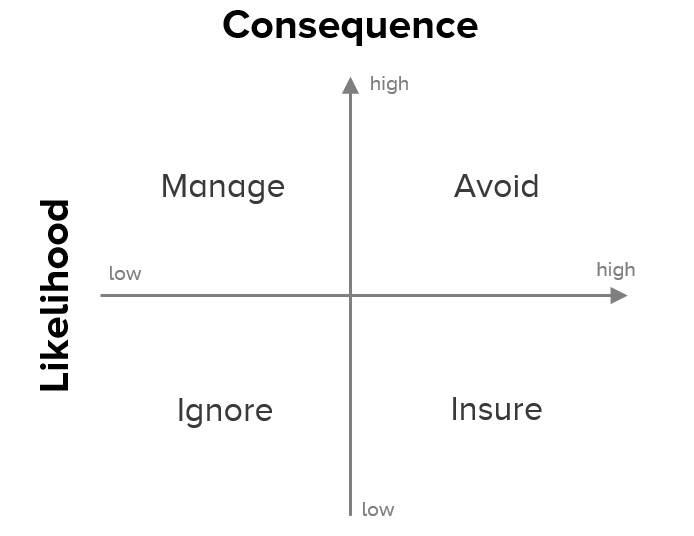 Consequence
high
Manage
Avoid
Likelihood
low
high
Ignore
Insure
low